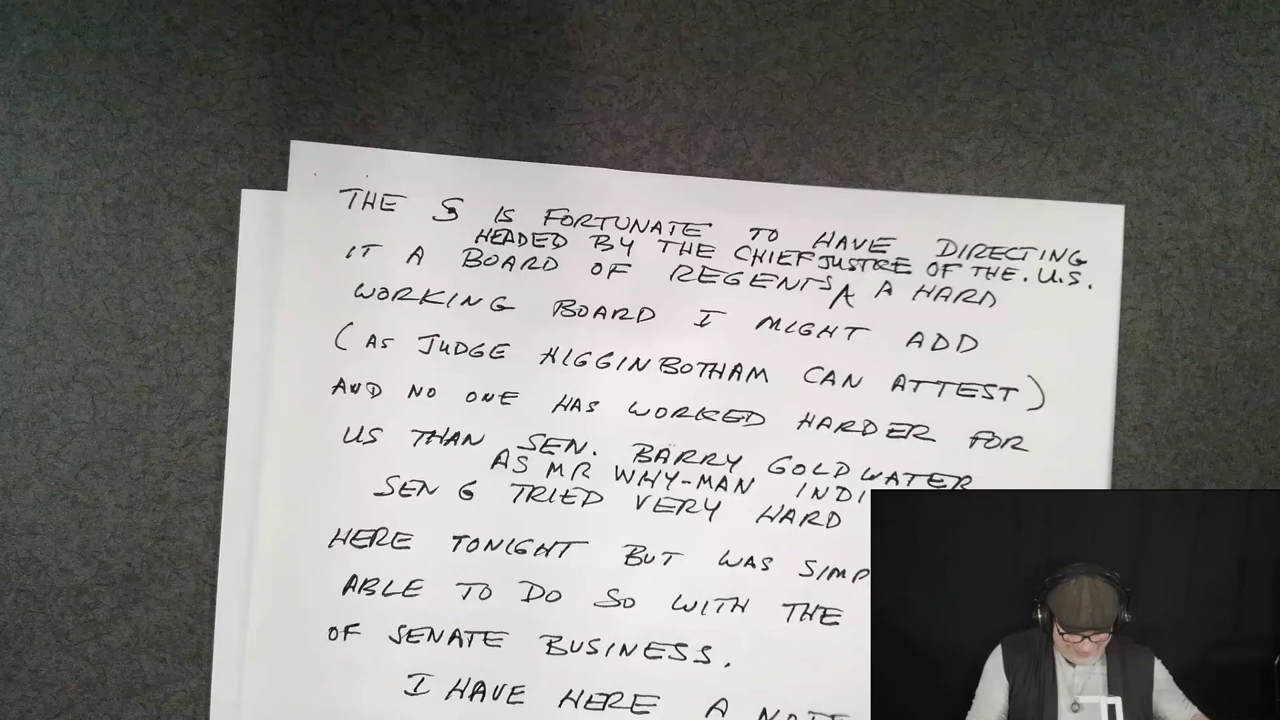 THE S IS FORTUNATE TO HAVE DIRECTING
HEADED BY THE CHIEF JUSTICE OF THE U.S.
IT A BOARD OF REGENTS A HARD
WORKING BOARD I MIGHT ADD
(AS JUDGE HIGGINBOTHAM CAN ATTEST)
AND NO ONE HAS WORKED HARDER FOR
US THAN SEN. BARRY GOLDWATER
AS MR WHY-MAN
SEN G TRIED VERY HARD
HERE TONIGHT BUT WAS
ABLE TO DO SO WITH THE
OF SENATE BUSINESS.
I HAVE HERE A